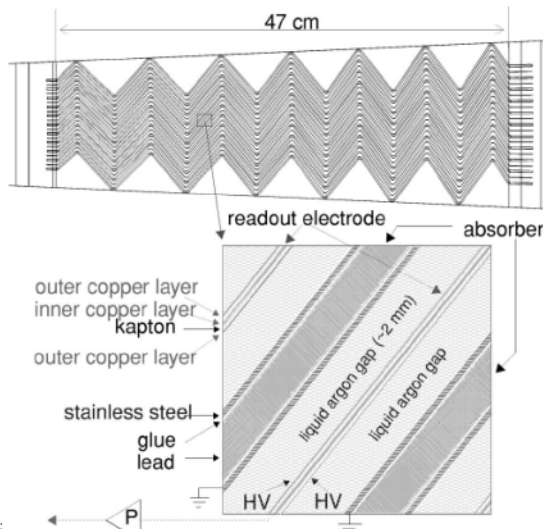 47 cm
readout electrode
absorber
outer copper layer
inner copper layer
kapton
outer copper layer
liquid argon gap (~2 mm)
liquid argon gap
stainless steel
glue
lead
HV HV
P